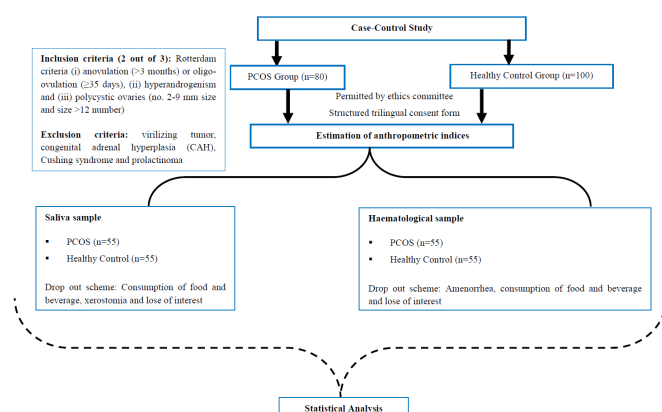 Case-Control Study
Inclusion criteria (2 out of 3): Rotterdam
criteria (i) anovulation (>3 months) or oligo-
ovulation (≥35 days), (ii) hyperandrogenism
and (iii) polycystic ovaries (no. 2-9 mm size
and size >12 number)
Exclusion criteria: virilizing tumor,
congenital adrenal hyperplasia (CAH),
Cushing syndrome and prolactinoma
PCOS Group (n=80)
Healthy Control Group (n=100)
Permitted by ethics committee
Structured trilingual consent form
Estimation of anthropometric indices
Saliva sample
▪ PCOS (n=55)
▪ Healthy Control (n=55)
Drop out scheme: Consumption of food and
beverage, xerostomia and lose of interest
Haematological sample
▪ PCOS (n=55)
▪ Healthy Control (n=55)
Drop out scheme: Amenorrhea, consumption of food and beverage
and lose of interest
Statistical Analysis